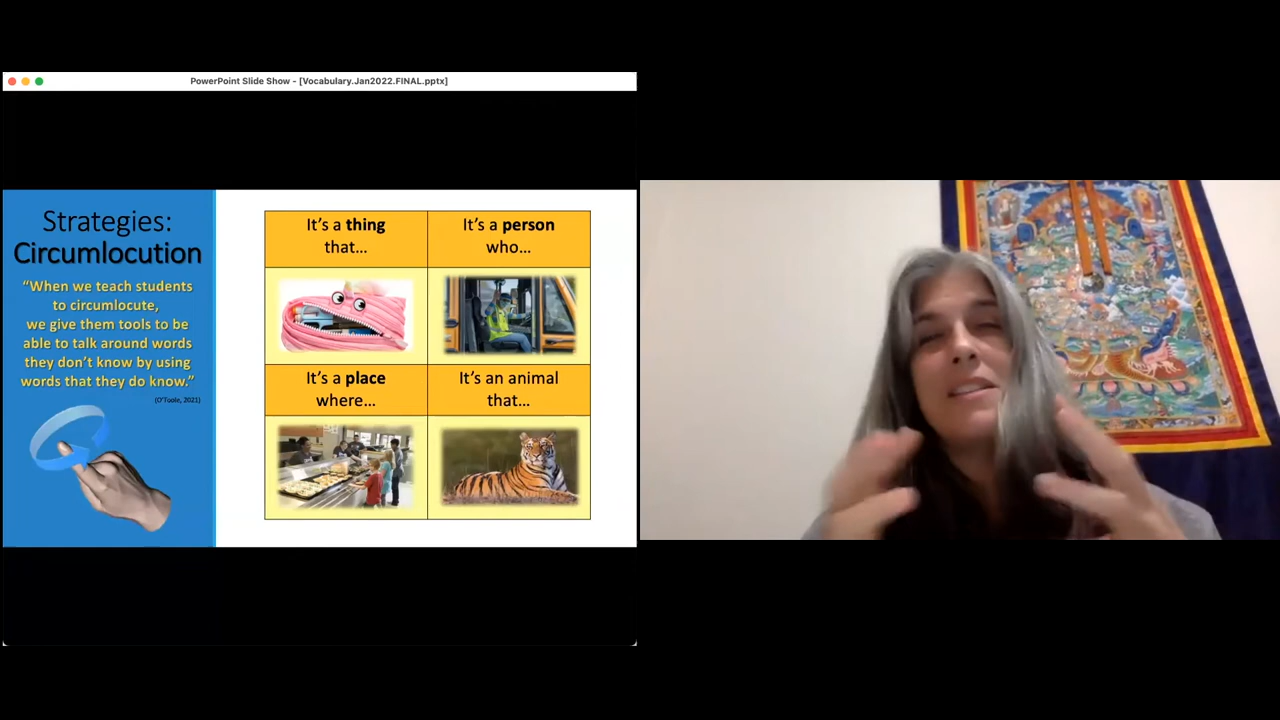 PowerPoint Slide Show - [Vocabulary.Jan2022.FINAL.pptx]
Strategies:
Circumlocution
“When we teach students
to circumlocute,
we give them tools to be
able to talk around words
they don’t know by using
words that they do know.”
(O’Toole, 2021)
It’s a thing
that...
It’s a person
who...
It’s a place
where...
It’s an animal
that...